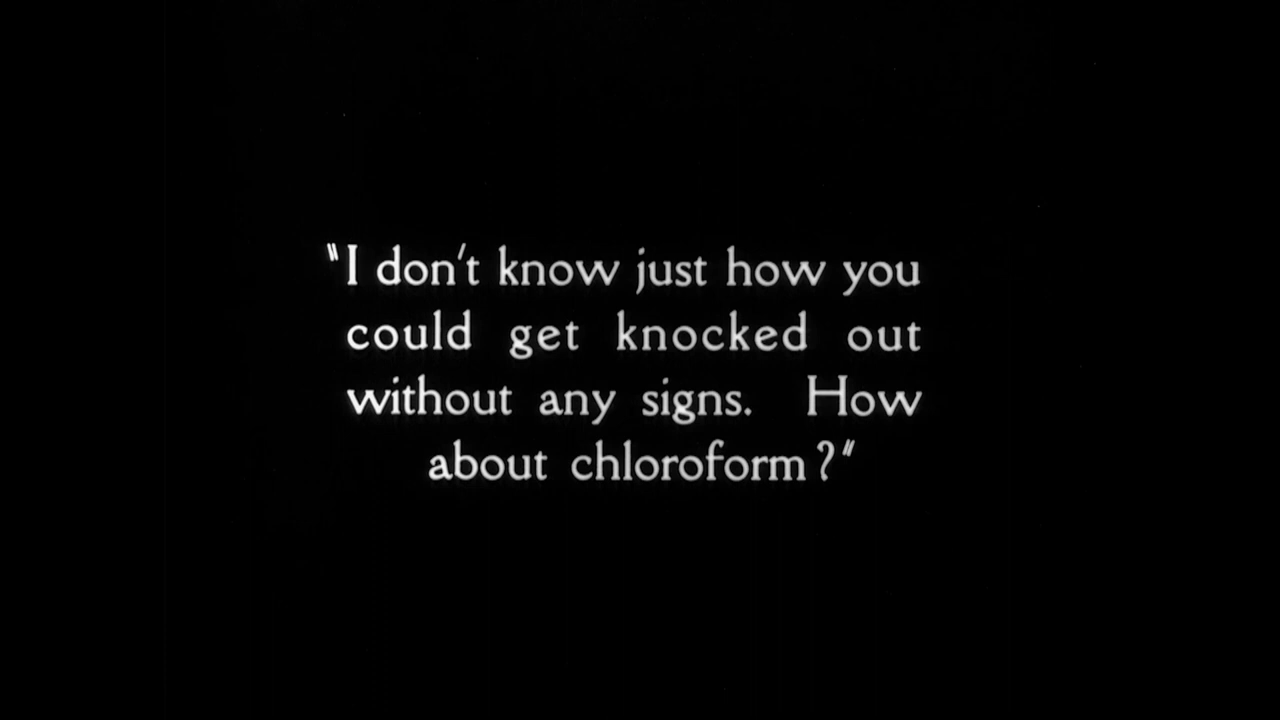 "I don't know just how you
could get knocked out
without any signs. How
about chloroform?"